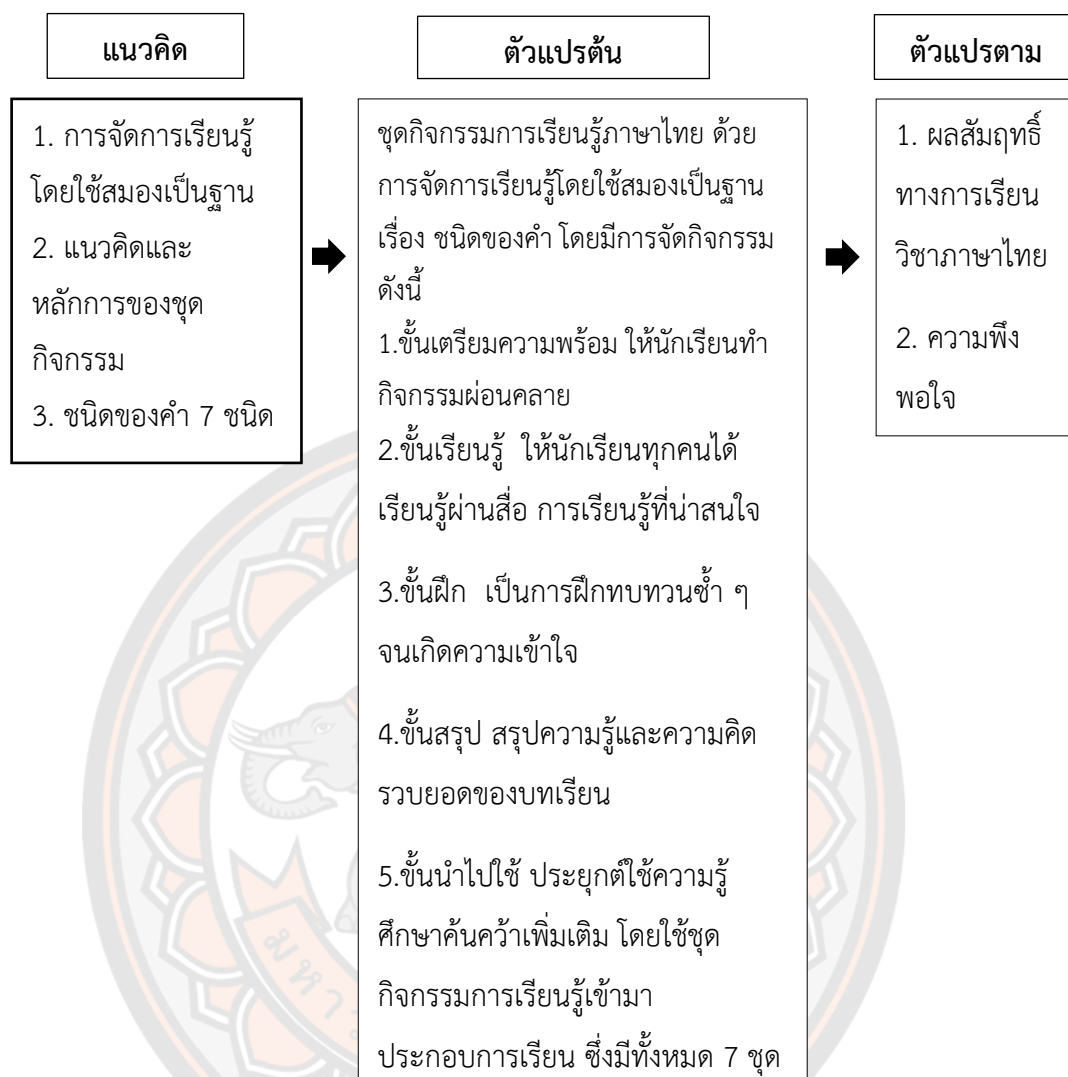 แนวคิด
1. การจัดการเรียนรู้
โดยใช้สมองเป็นฐาน
2. แนวคิดและ
หลักการของชุด
กิจกรรม
3. ชนิดของคำ 7 ชนิด
ตัวแปรต้น
ชุดกิจกรรมการเรียนรู้ภาษาไทย ด้วย
การจัดการเรียนรู้โดยใช้สมองเป็นฐาน
เรื่อง ชนิดของคำ โดยมีการจัดกิจกรรม
ดังนี้
1.ขั้นเตรียมความพร้อม ให้นักเรียนทำ
กิจกรรมผ่อนคลาย
2.ขั้นเรียนรู้ ให้นักเรียนทุกคนได้
เรียนรู้ผ่านสื่อ การเรียนรู้ที่น่าสนใจ
3.ขั้นฝึก เป็นการฝึกทบทวนซ้ำ ๆ
จนเกิดความเข้าใจ
4.ขั้นสรุป สรุปความรู้และความคิด
รวบยอดของบทเรียน
5.ขั้นนำไปใช้ ประยุกต์ใช้ความรู้
ศึกษาค้นคว้าเพิ่มเติม โดยใช้ชุด
กิจกรรมการเรียนรู้เข้ามา
ประกอบการเรียน ซึ่งมีทั้งหมด 7 ชุด
ตัวแปรตาม
1. ผลสัมฤทธิ์
ทางการเรียน
วิชาภาษาไทย
2. ความพึง
พอใจ